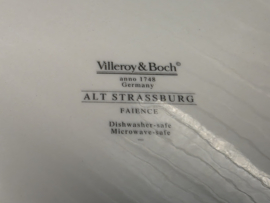 Villeroy & Boch®
anno 1748
Germany
ALT STRASSBURG
FAIENCE
Dishwasher-safe
Microwave-safe